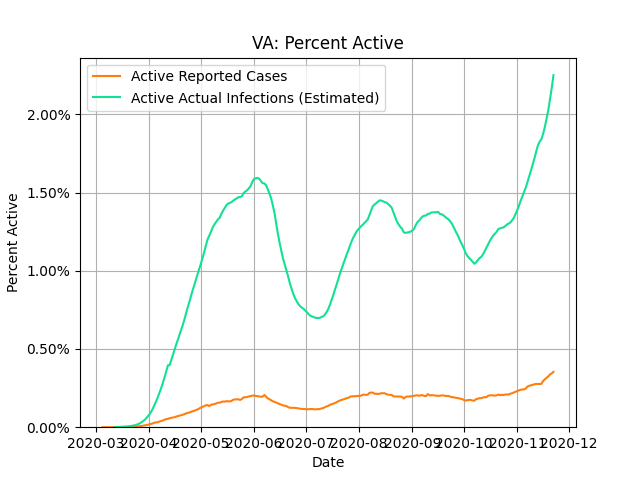 VA: Percent Active
Active Reported Cases
Active Actual Infections (Estimated)
Percent Active
2.00%
1.50%
1.00%
0.50%
0.00%
2020-03 2020-04 2020-05 2020-06 2020-07 2020-08 2020-09 2020-10 2020-11 2020-12
Date